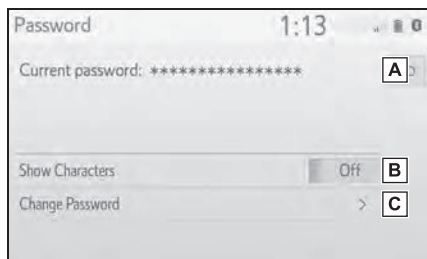 Password 1:13
Current password: **************** A
Show Characters Off B
Change Password > C